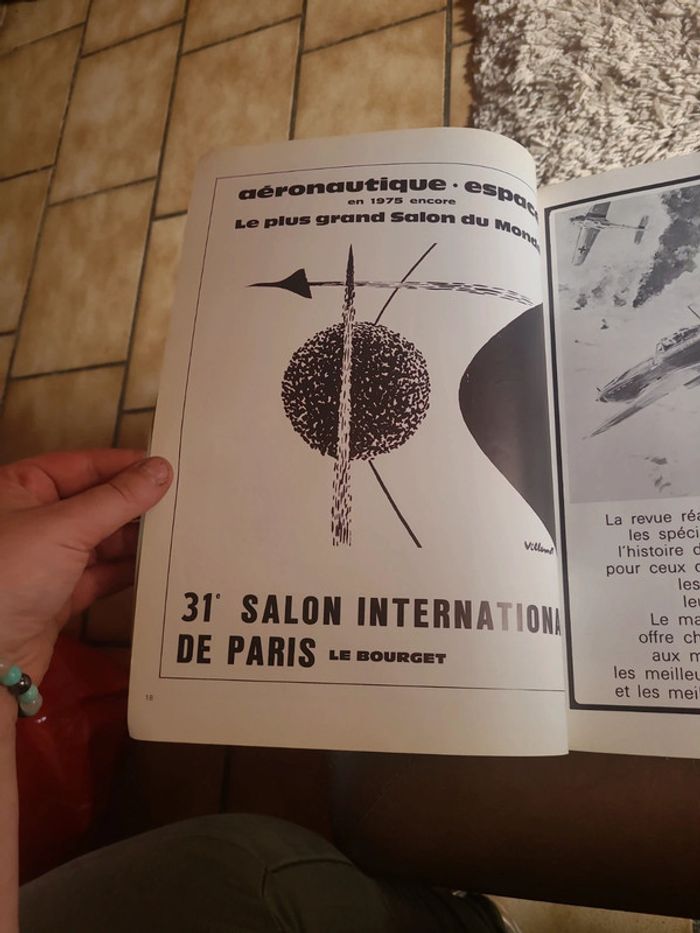 aéronautique · espac
en 1975 encore
Le plus grand Salon du Mond
Villemot
31° SALON INTERNATIONA
DE PARIS LE BOURGET
18
La revue réa
les spéci
l'histoire d
pour ceux
les
leu
Le ma
offre ch
aux m
les meilleu
et les meil